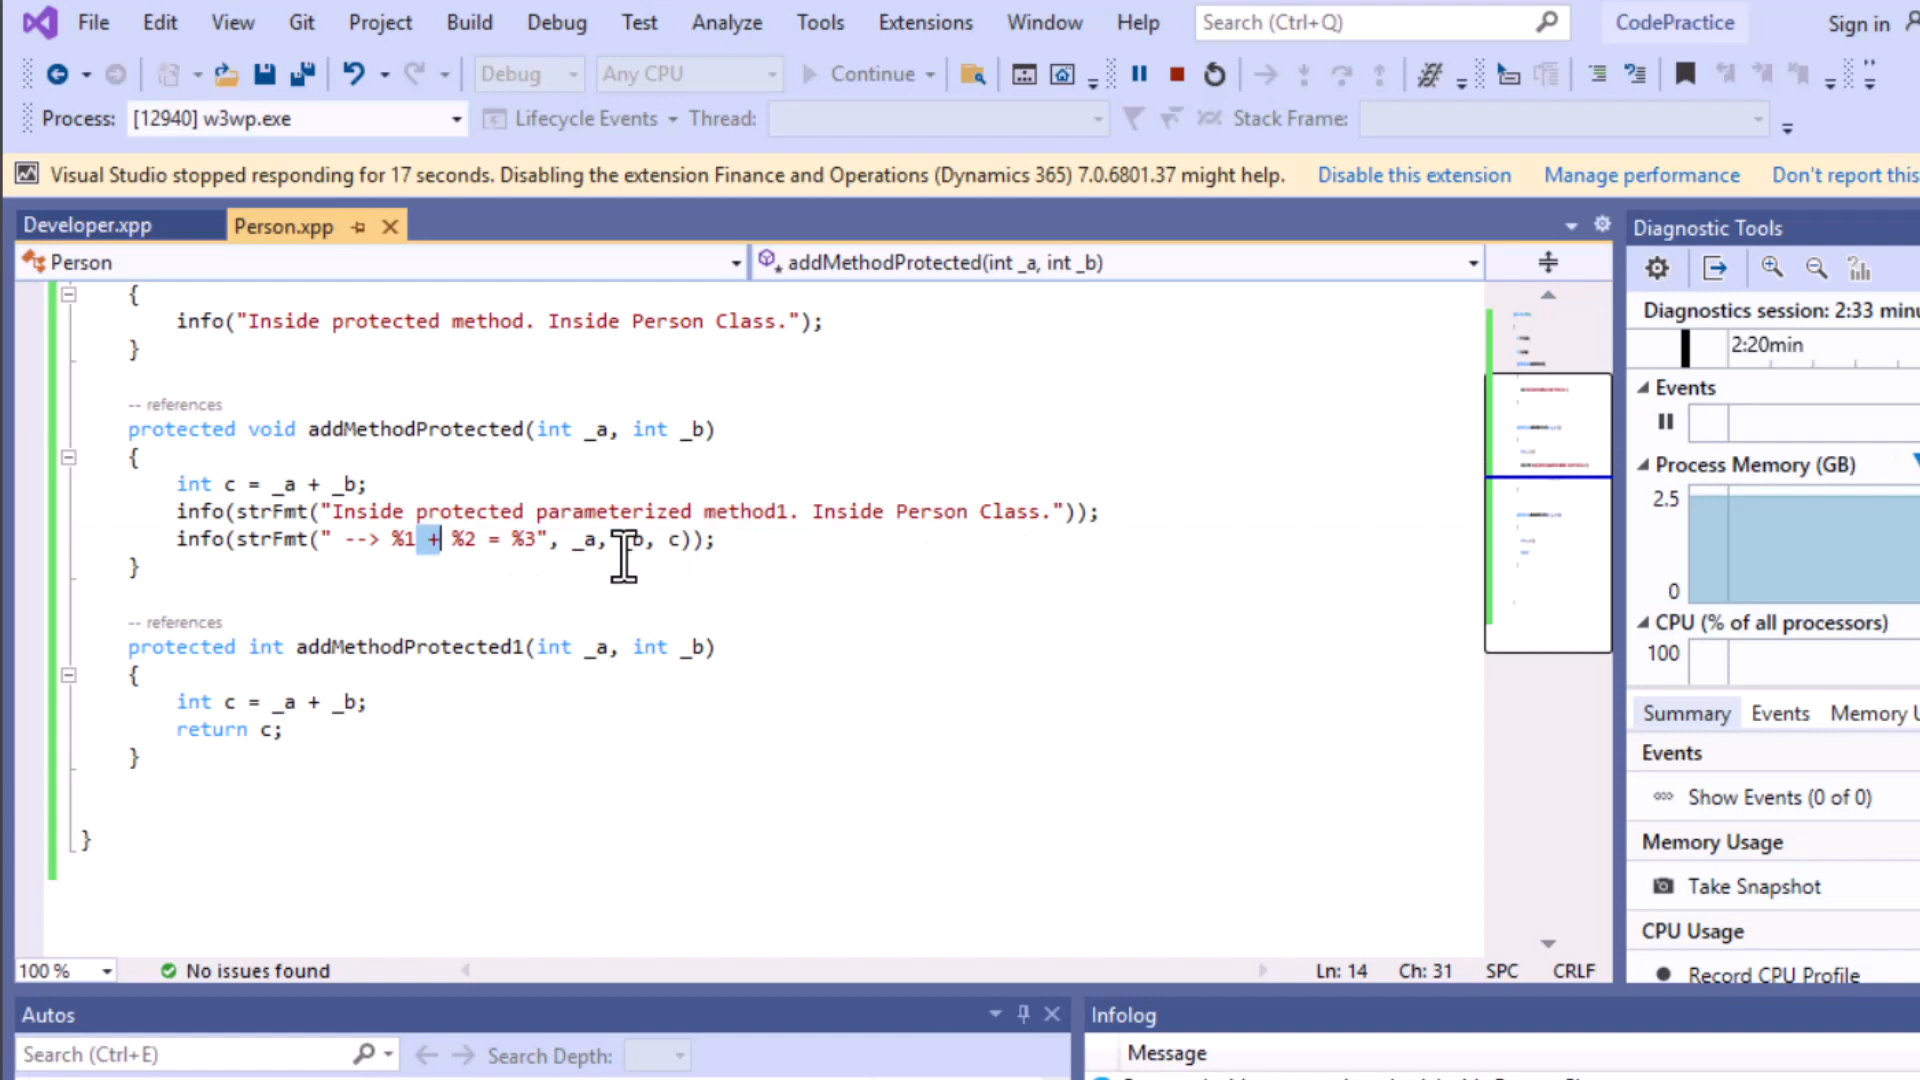 File Edit View Git Project Build Debug Test Analyze Tools Extensions Window Help Search (Ctrl+Q) CodePractice Sign in
Debug Any CPU Continue
Process: [12940] w3wp.exe Lifecycle Events Thread: Stack Frame:
Visual Studio stopped responding for 17 seconds. Disabling the extension Finance and Operations (Dynamics 365) 7.0.6801.37 might help. Disable this extension Manage performance Don't report this
Developer.xpp Person.xpp
Person addMethodProtected(int _a, int _b)
{
info("Inside protected method. Inside Person Class.");
}
-- references
protected void addMethodProtected(int _a, int _b)
{
int c = _a + _b;
info(strFmt("Inside protected parameterized method1. Inside Person Class."));
info(strFmt(" --> %1 + %2 = %3", _a, _b, c));
}
-- references
protected int addMethodProtected1(int _a, int _b)
{
int c = _a + _b;
return c;
}
}
100 % No issues found Ln: 14 Ch: 31 SPC CRLF
Diagnostic Tools
Diagnostics session: 2:33
2:20min
Events
Process Memory (GB)
2.5
0
CPU (% of all processors)
100
Summary Events Memory
Events
Show Events (0 of 0)
Memory Usage
Take Snapshot
CPU Usage
Record CPU Profile
Autos
Search (Ctrl+E) Search Depth:
Infolog
Message